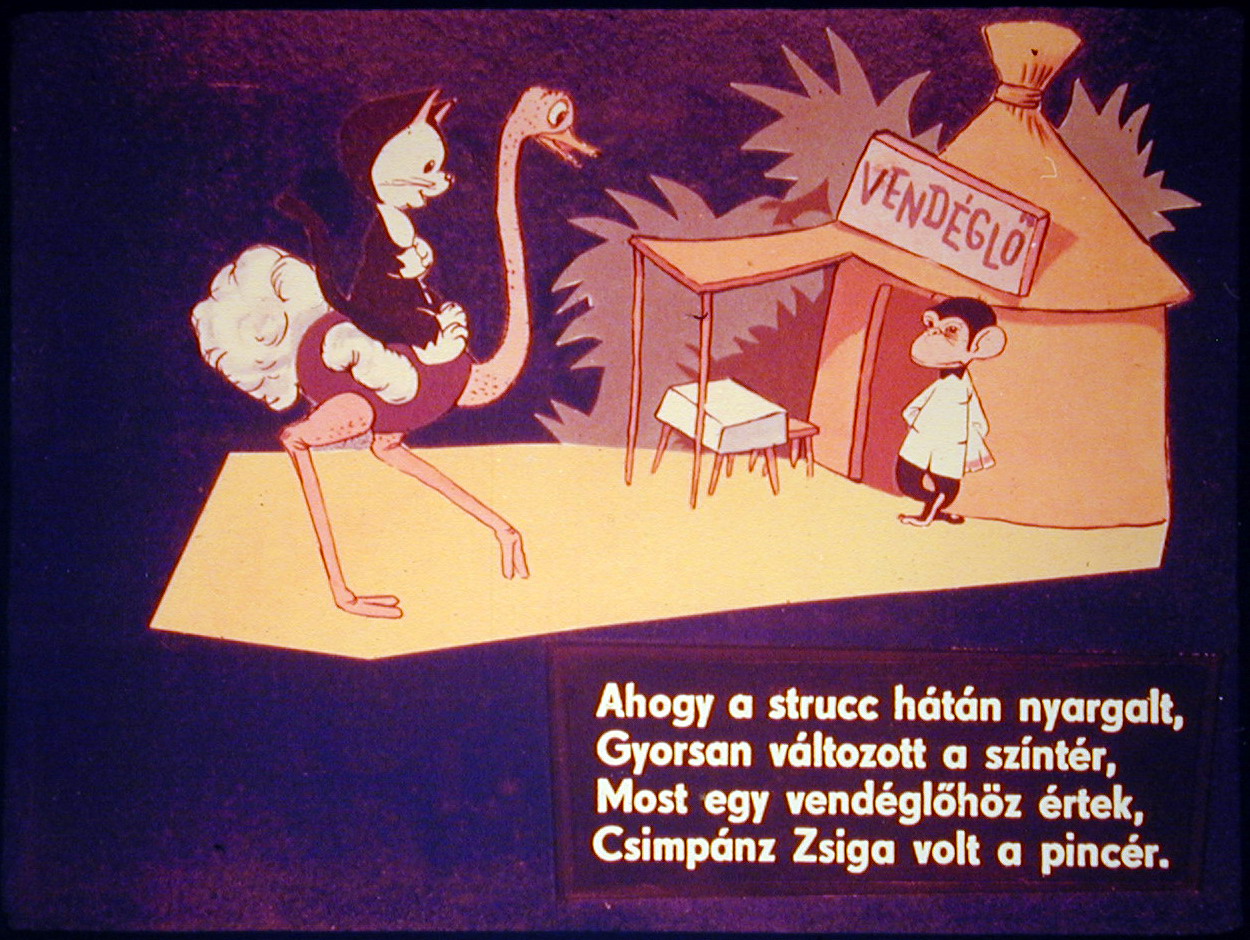 VENDÉGLŐ
Ahogy a strucc hátán nyargalt,
Gyorsan változott a színtér,
Most egy vendéglőhöz értek,
Csimpánz Zsiga volt a pincér.